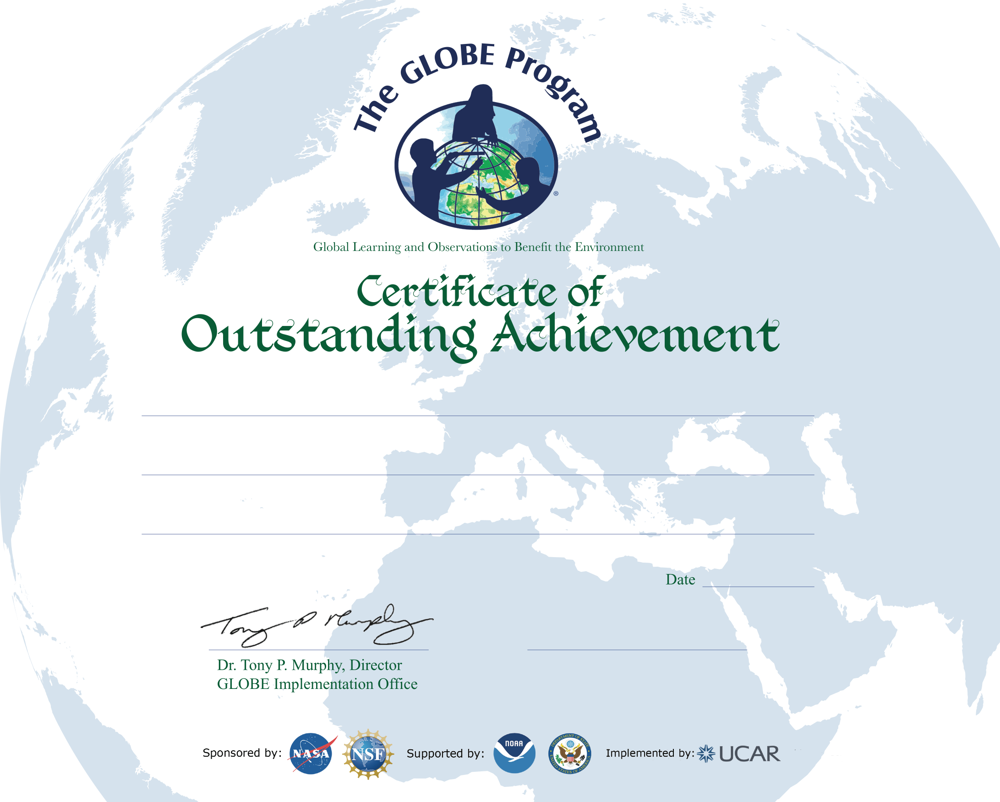 The GLOBE Program
®
Global Learning and Observations to Benefit the Environment
Certificate of
Outstanding Achievement
Date
Tony P Murphy
Dr. Tony P. Murphy, Director
GLOBE Implementation Office
Sponsored by: NASA NSF Supported by: NOAA DEPARTMENT OF STATE UNITED STATES OF AMERICA Implemented by: UCAR